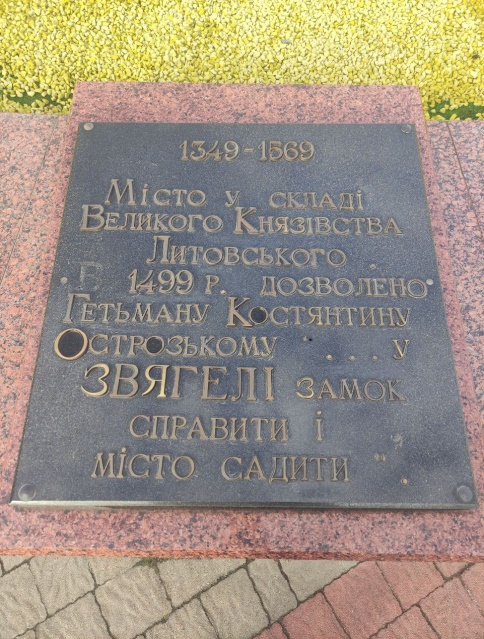 1349-1569
Місто у складі
Великого Князівства
Литовського .
В 1499 р. дозволено
Гетьману Костянтину
Острозькому "...у
ЗВЯГЕЛІ замок
справити і
місто садити ".